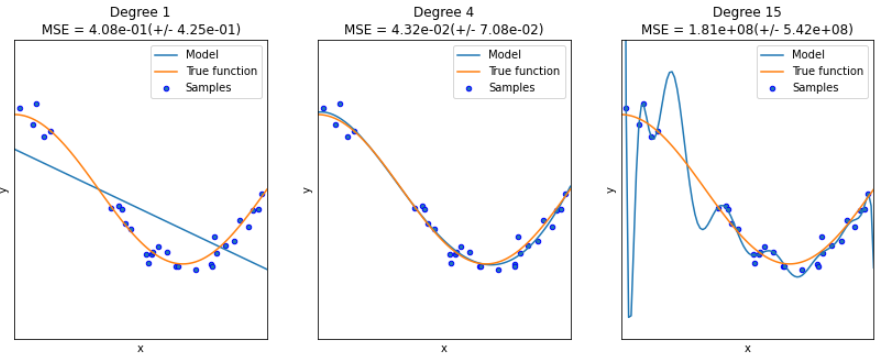 Degree 1
MSE = 4.08e-01(+/- 4.25e-01)
Model
True function
Samples
y
x
Degree 4
MSE = 4.32e-02(+/- 7.08e-02)
Model
True function
Samples
y
x
Degree 15
MSE = 1.81e+08(+/- 5.42e+08)
Model
True function
Samples
y
x